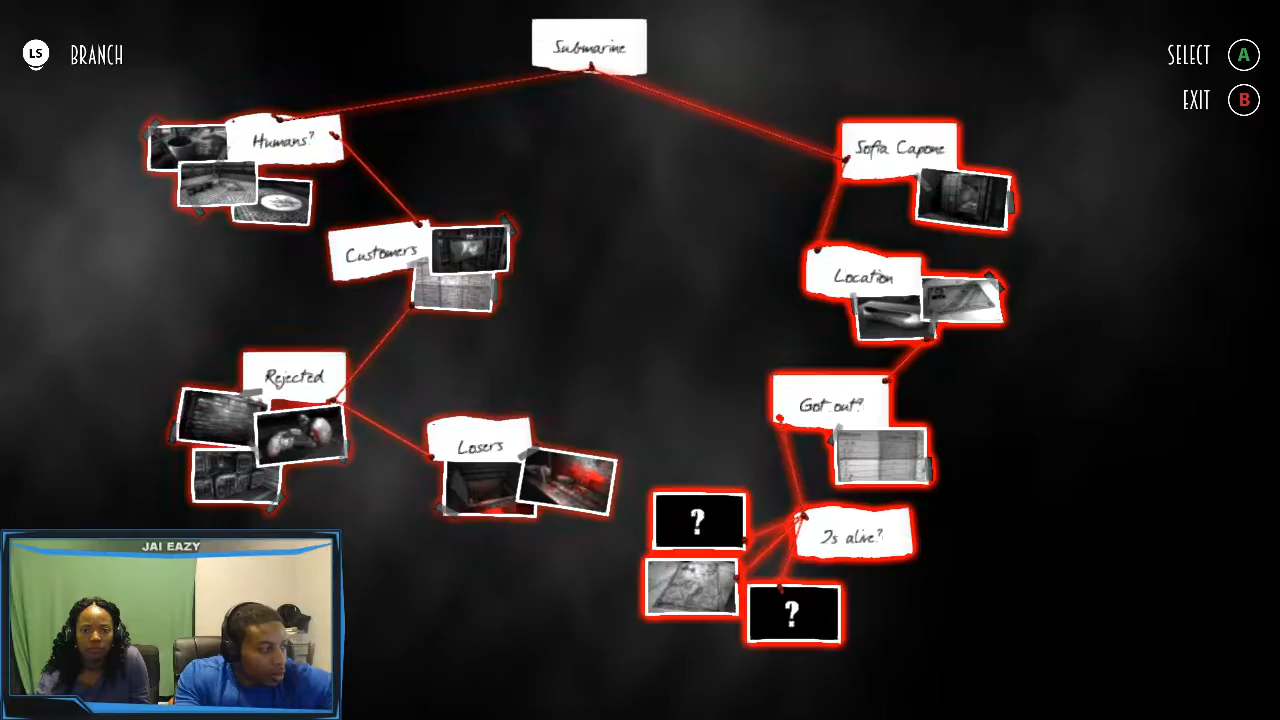 Submarine
LS BRANCH
SELECT A
EXIT B
Humans?
Sofia Capone
Customers
Location
Rejected
Got out?
Losers
?
Is alive?
?
JAI EAZY